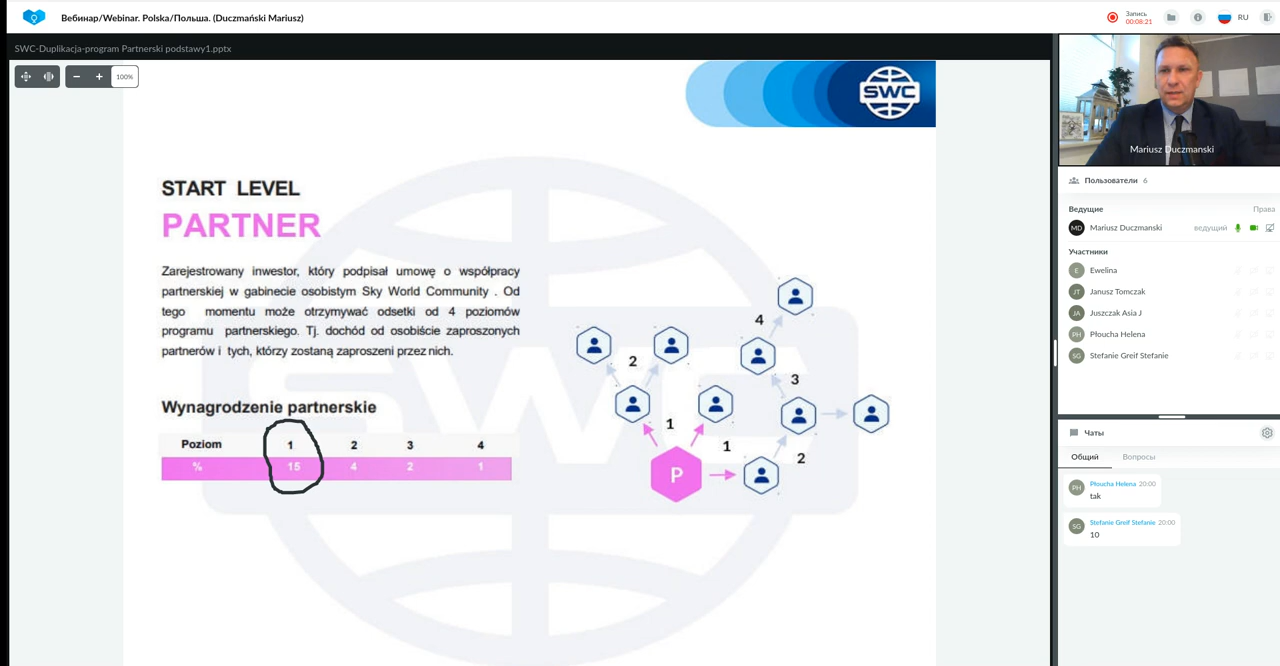 Вебинар/Webinar. Polska/Польша. (Duczmański Mariusz)
Запись
00:08:21
RU
SWC-Duplikacja-program Partnerski podstawy1.pptx
100%
SWC
START LEVEL
PARTNER
Zarejestrowany inwestor, który podpisał umowę o współpracy
partnerskiej w gabinecie osobistym Sky World Community . Od
tego momentu może otrzymywać odsetki od 4 poziomów
programu partnerskiego. Tj. dochód od osobiście zaproszonych
partnerów i tych, którzy zostaną zaproszeni przez nich.
Wynagrodzenie partnerskie
Poziom 1 2 3 4
% 15 4 2 1
4
2
3
1
1
2
P
SWC
Mariusz Duczmanski
Пользователи 6
Ведущие Права
MD Mariusz Duczmanski ведущий
Участники
E Ewelina
JT Janusz Tomczak
JA Juszczak Asia J
PH Płoucha Helena
SG Stefanie Greif Stefanie
Чаты
Общий Вопросы
PH Płoucha Helena 20:00
tak
SG Stefanie Greif Stefanie 20:00
10